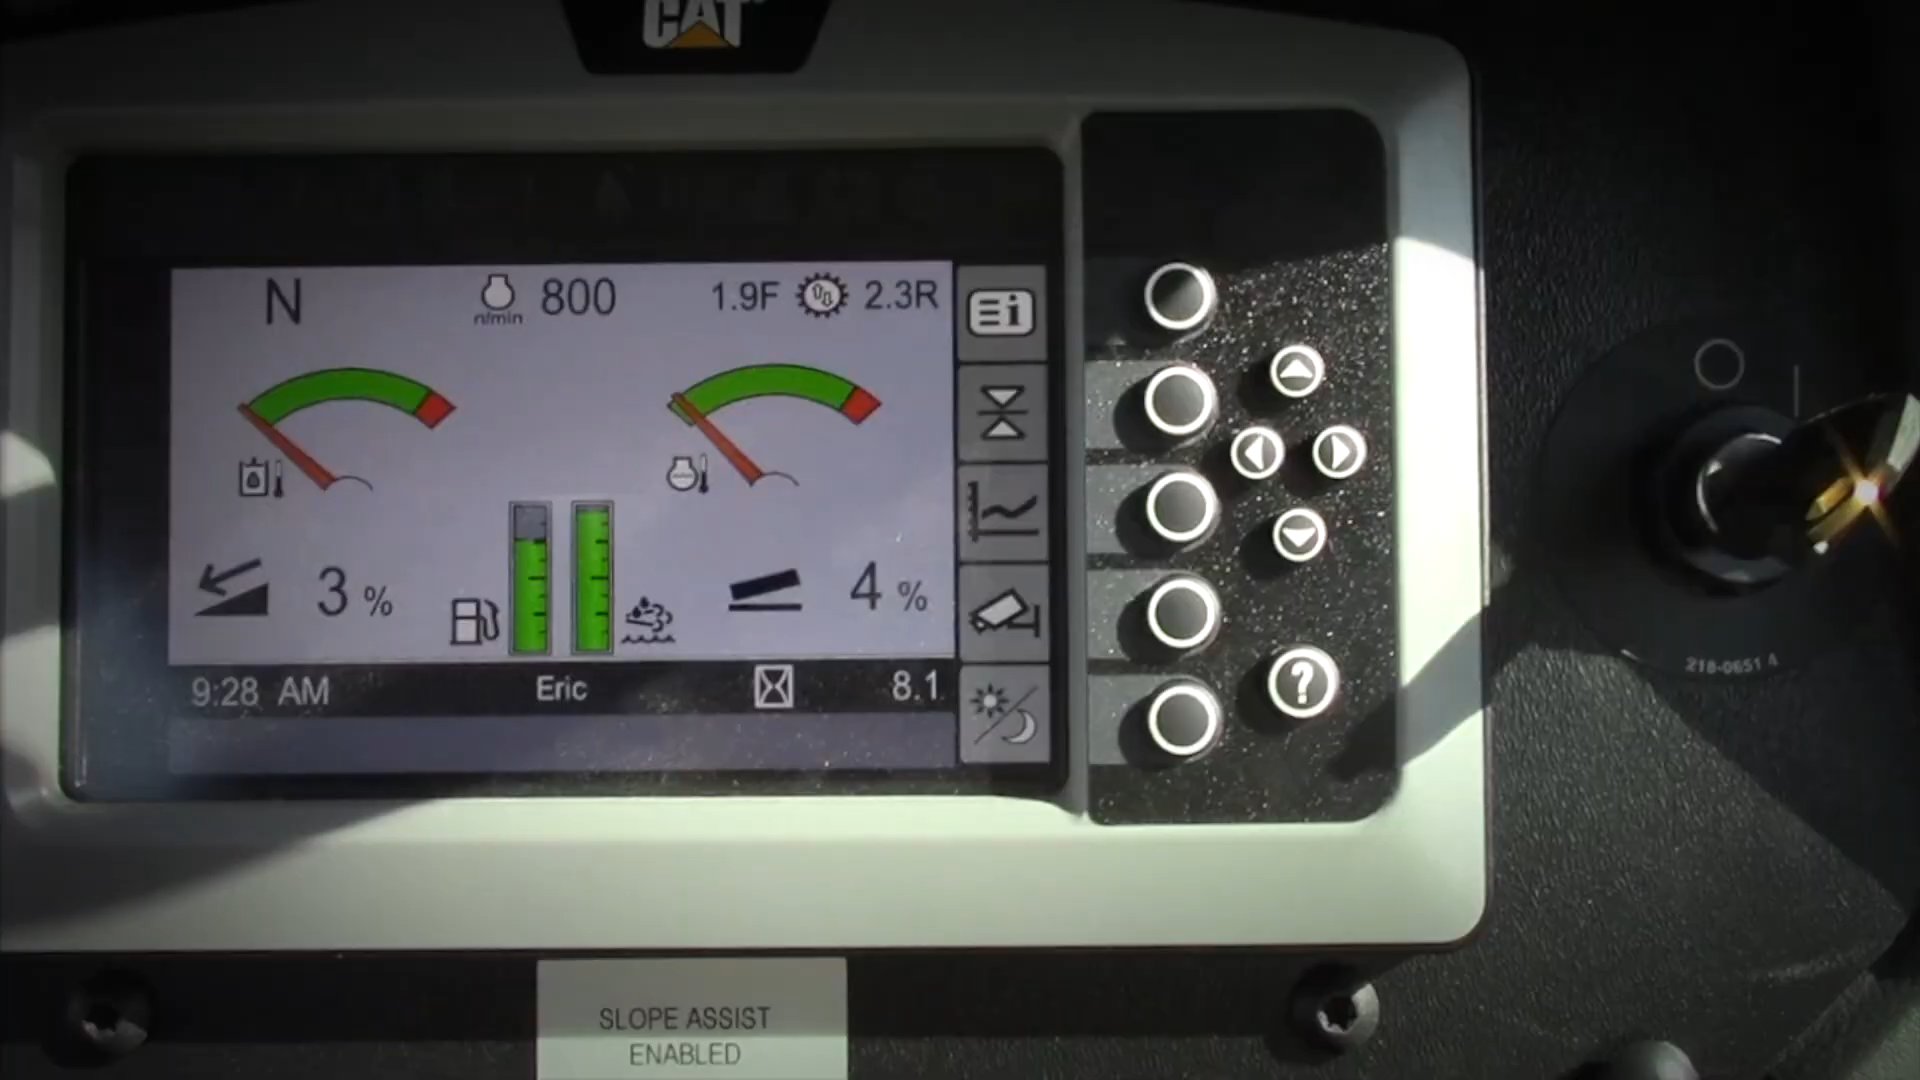 CAT
N
n/min
800
1.9F
2.3R
3 %
4 %
9:28 AM
Eric
8.1
?
218-0651 4
SLOPE ASSIST
ENABLED